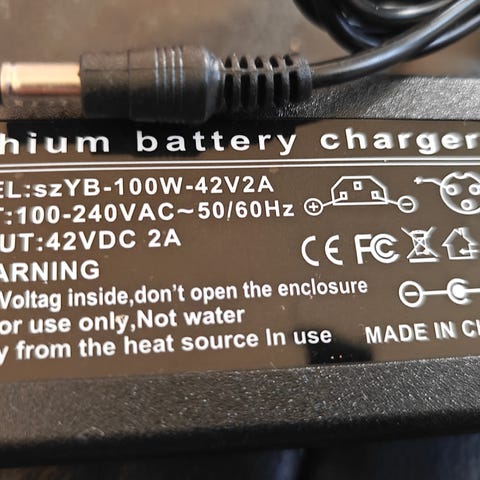 hium battery charger
EL:szYB-100W-42V2A
T:100-240VAC~50/60Hz
UT:42VDC 2A
ARNING
Voltag inside,don't open the enclosure
or use only,Not water
y from the heat source In use
CE FC
MADE IN CH